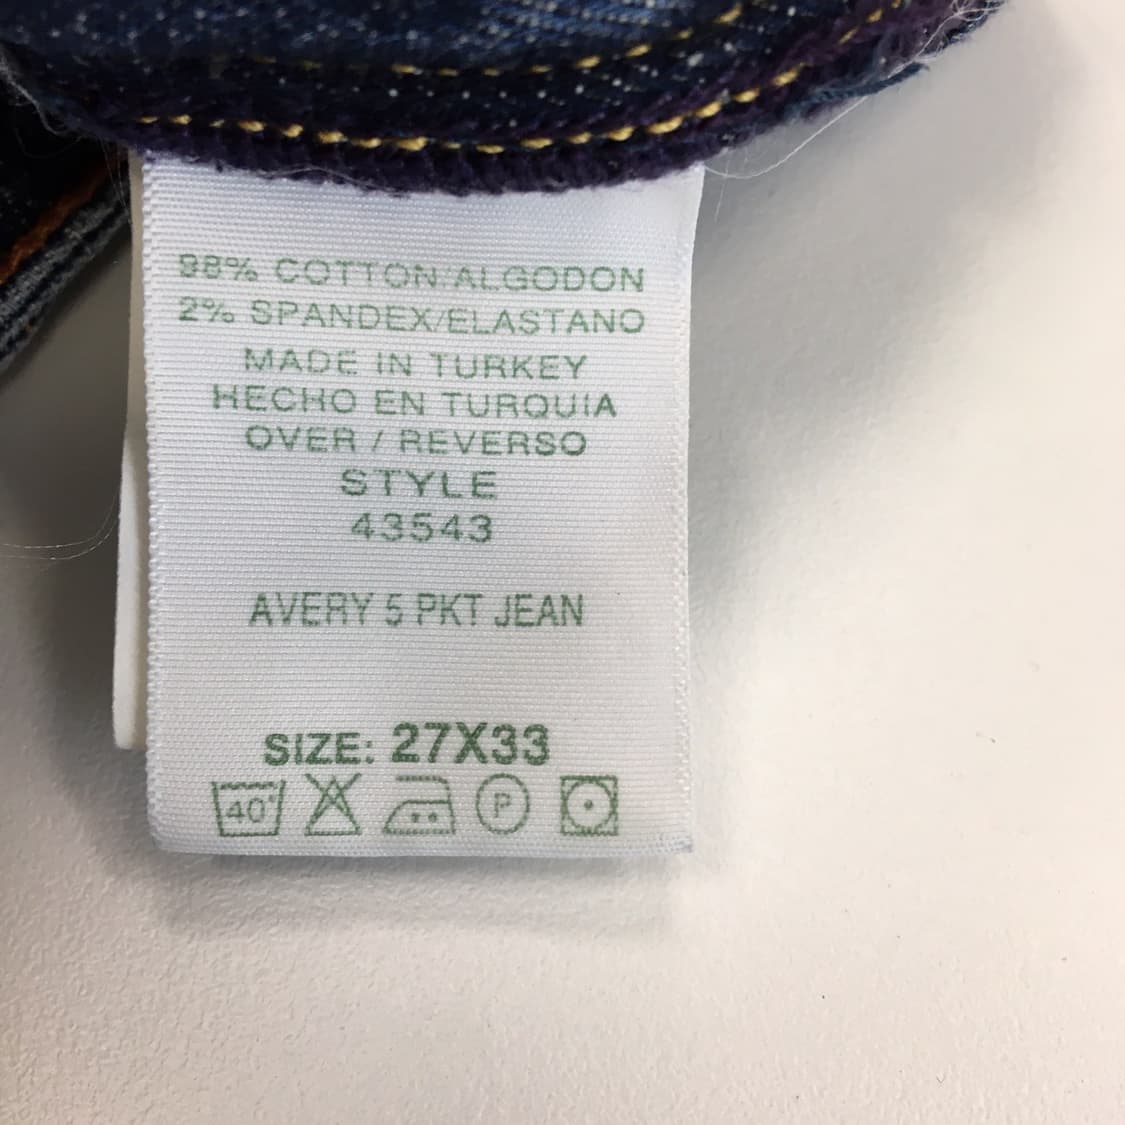 98% COTTON/ALGODON
2% SPANDEX/ELASTANO
MADE IN TURKEY
HECHO EN TURQUIA
OVER / REVERSO
STYLE
43543
AVERY 5 PKT JEAN
SIZE: 27X33
40° P